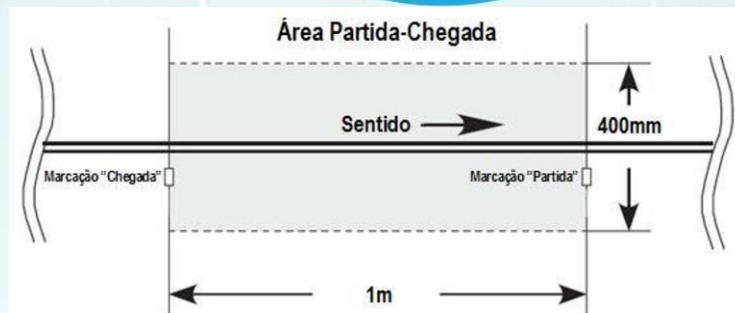 Área Partida-Chegada
Sentido
400mm
Marcação "Chegada"
Marcação "Partida"
1m